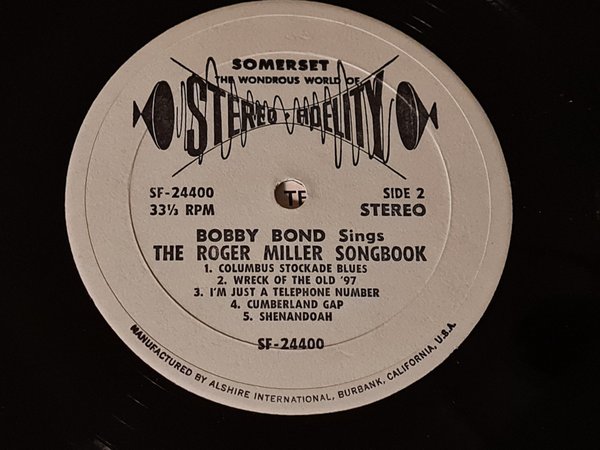 SOMERSET
THE WONDROUS WORLD OF
STEREO · FIDELITY
SF-24400
33⅓ RPM
SIDE 2
STEREO
BOBBY BOND Sings
THE ROGER MILLER SONGBOOK
1. COLUMBUS STOCKADE BLUES
2. WRECK OF THE OLD '97
3. I'M JUST A TELEPHONE NUMBER
4. CUMBERLAND GAP
5. SHENANDOAH
SF-24400
MANUFACTURED BY ALSHIRE INTERNATIONAL, BURBANK, CALIFORNIA, U.S.A.